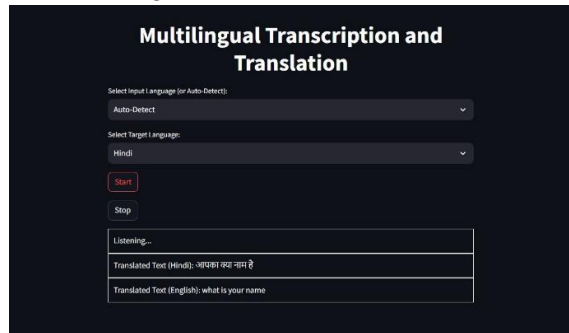 Multilingual Transcription and
Translation
Select Input Language (or Auto-Detect):
Auto-Detect
Select Target Language:
Hindi
Start
Stop
Listening...
Translated Text (Hindi): आपका क्या नाम है
Translated Text (English): what is your name